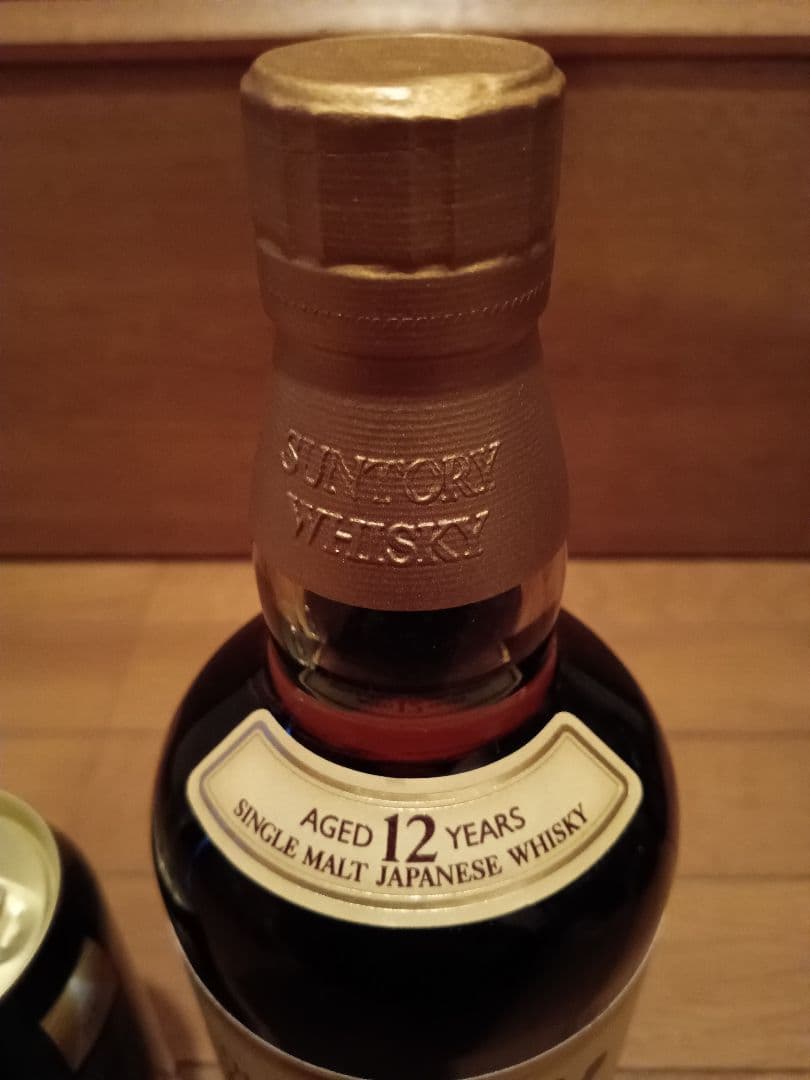 SUNTORY
WHISKY
AGED 12 YEARS
SINGLE MALT JAPANESE WHISKY